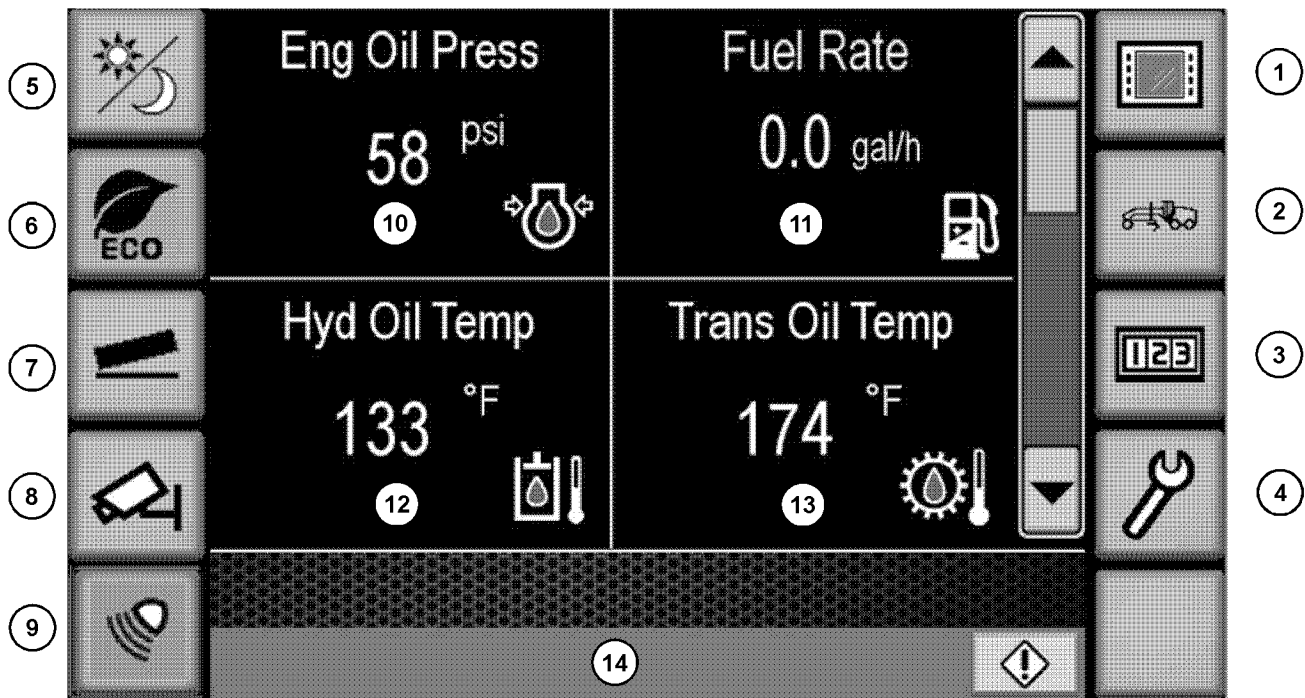 5
Eng Oil Press
58 psi
10
Fuel Rate
0.0 gal/h
11
1
6
ECO
2
7
Hyd Oil Temp
133 °F
12
Trans Oil Temp
174 °F
13
123
3
8
4
9
14